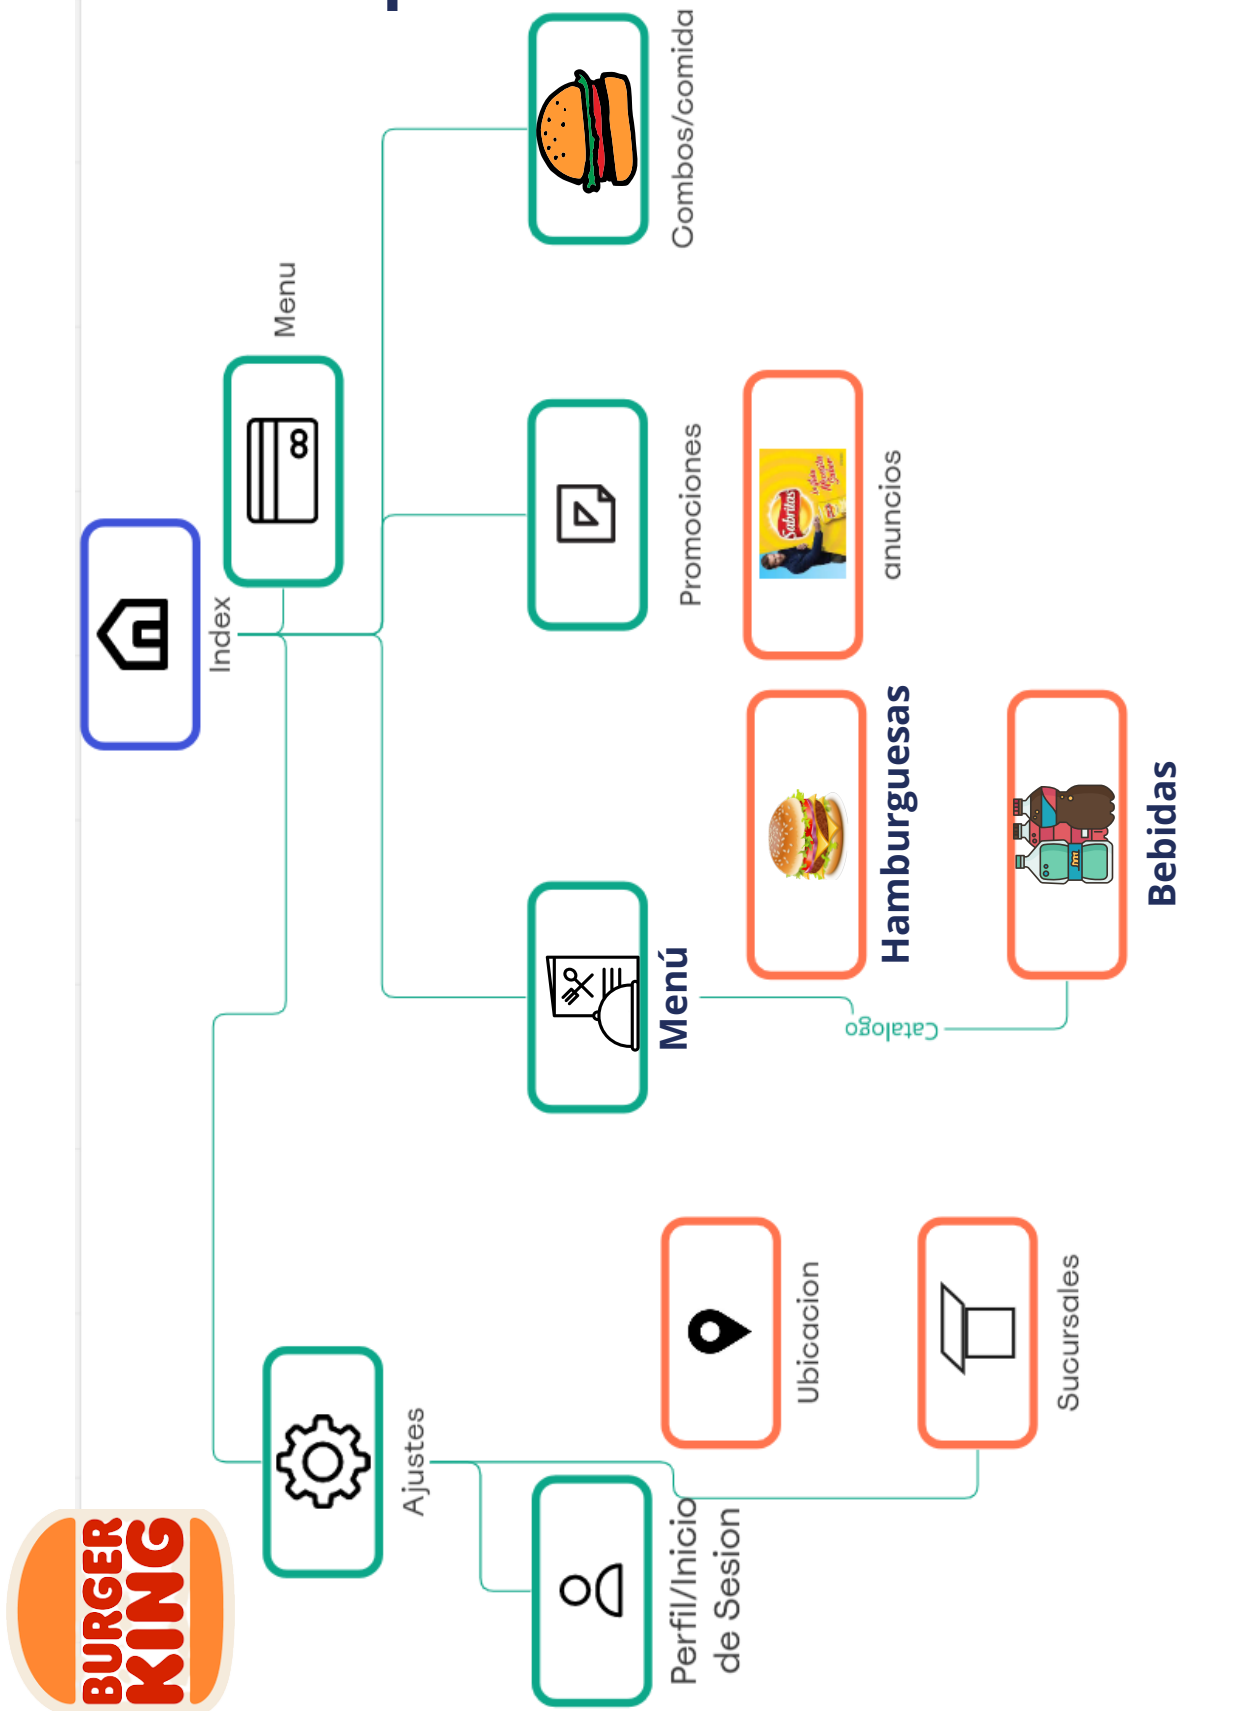 BURGER
KING
Index
Menu
Ajustes
Menú
Promociones
Combos/comida
Perfil/Inicio
de Sesion
Ubicacion
Sucursales
Catalogo
Hamburguesas
Bebidas
Sabritas
anuncios